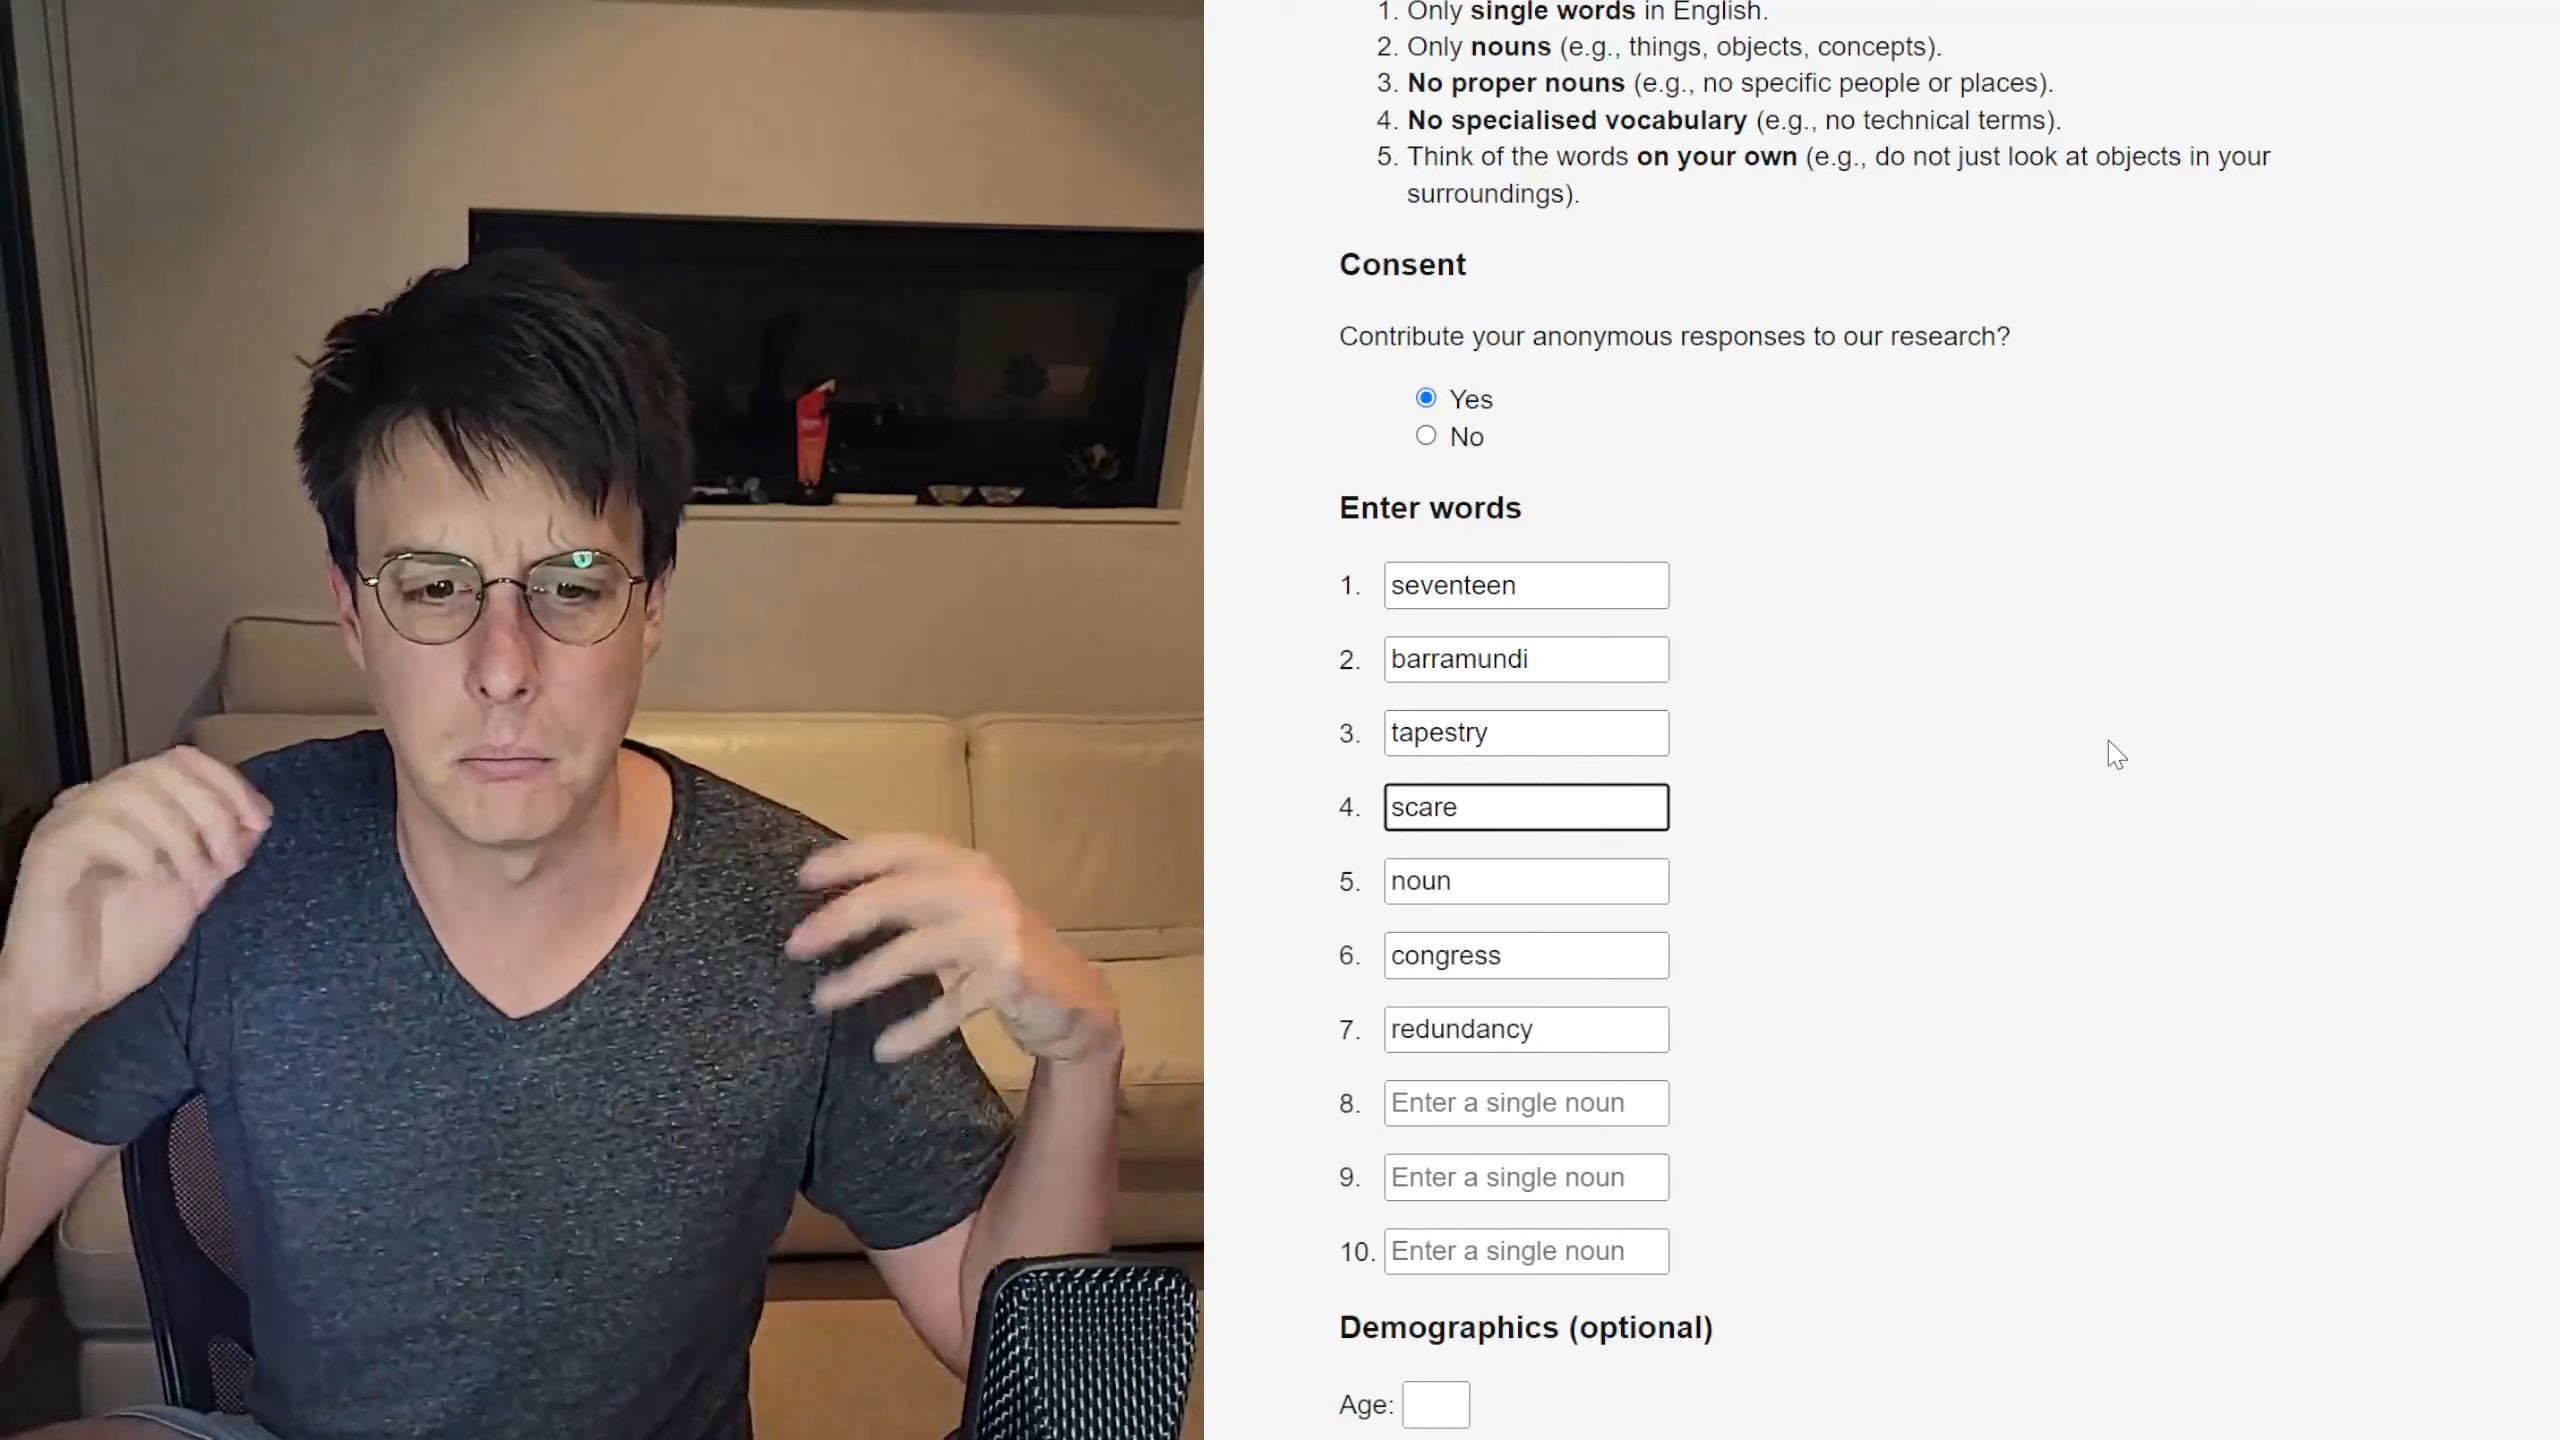 1. Only single words in English.
2. Only nouns (e.g., things, objects, concepts).
3. No proper nouns (e.g., no specific people or places).
4. No specialised vocabulary (e.g., no technical terms).
5. Think of the words on your own (e.g., do not just look at objects in your
surroundings).
Consent
Contribute your anonymous responses to our research?
Yes
No
Enter words
1. seventeen
2. barramundi
3. tapestry
4. scare
5. noun
6. congress
7. redundancy
8. Enter a single noun
9. Enter a single noun
10. Enter a single noun
Demographics (optional)
Age: